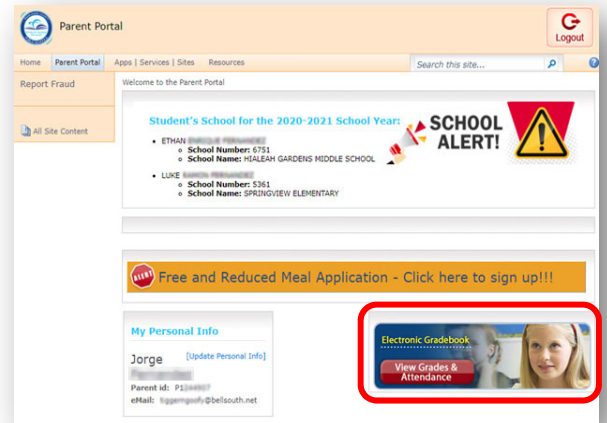 Parent Portal
Logout
Home Parent Portal Apps | Services | Sites Resources Search this site...
Report Fraud
Welcome to the Parent Portal
All Site Content
Student's School for the 2020-2021 School Year:
SCHOOL
ALERT!
• ETHAN
o School Number: 6751
o School Name: HIALEAH GARDENS MIDDLE SCHOOL
• LUKE
o School Number: 5361
o School Name: SPRINGVIEW ELEMENTARY
ALERT Free and Reduced Meal Application - Click here to sign up!!!
My Personal Info
Jorge [Update Personal Info]
Parent id:
eMail: @bellsouth.net
Electronic Gradebook
View Grades &
Attendance